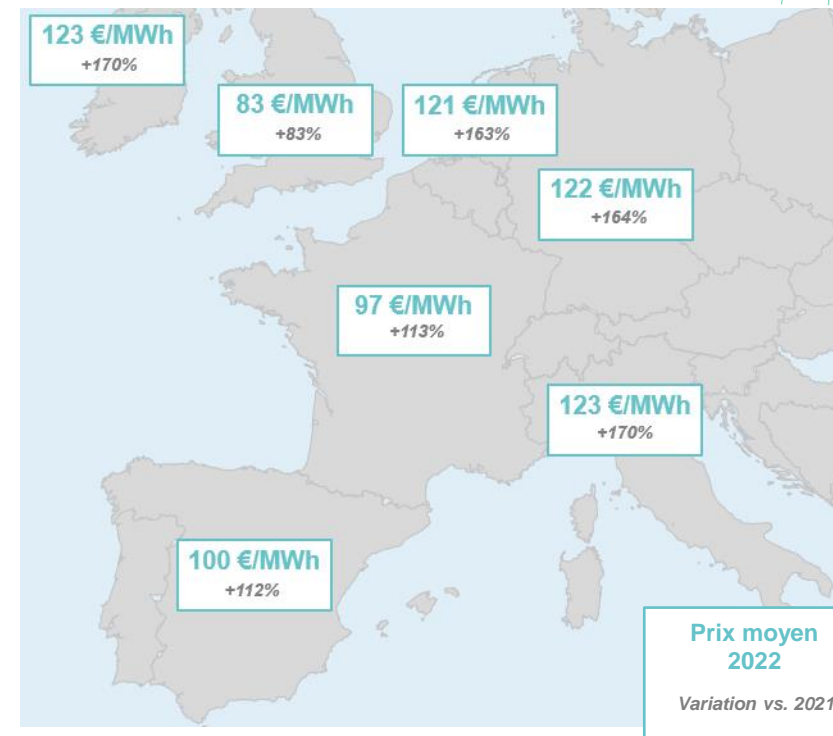 123 €/MWh
+170%
83 €/MWh
+83%
121 €/MWh
+163%
122 €/MWh
+164%
97 €/MWh
+113%
123 €/MWh
+170%
100 €/MWh
+112%
Prix moyen
2022
Variation vs. 2021